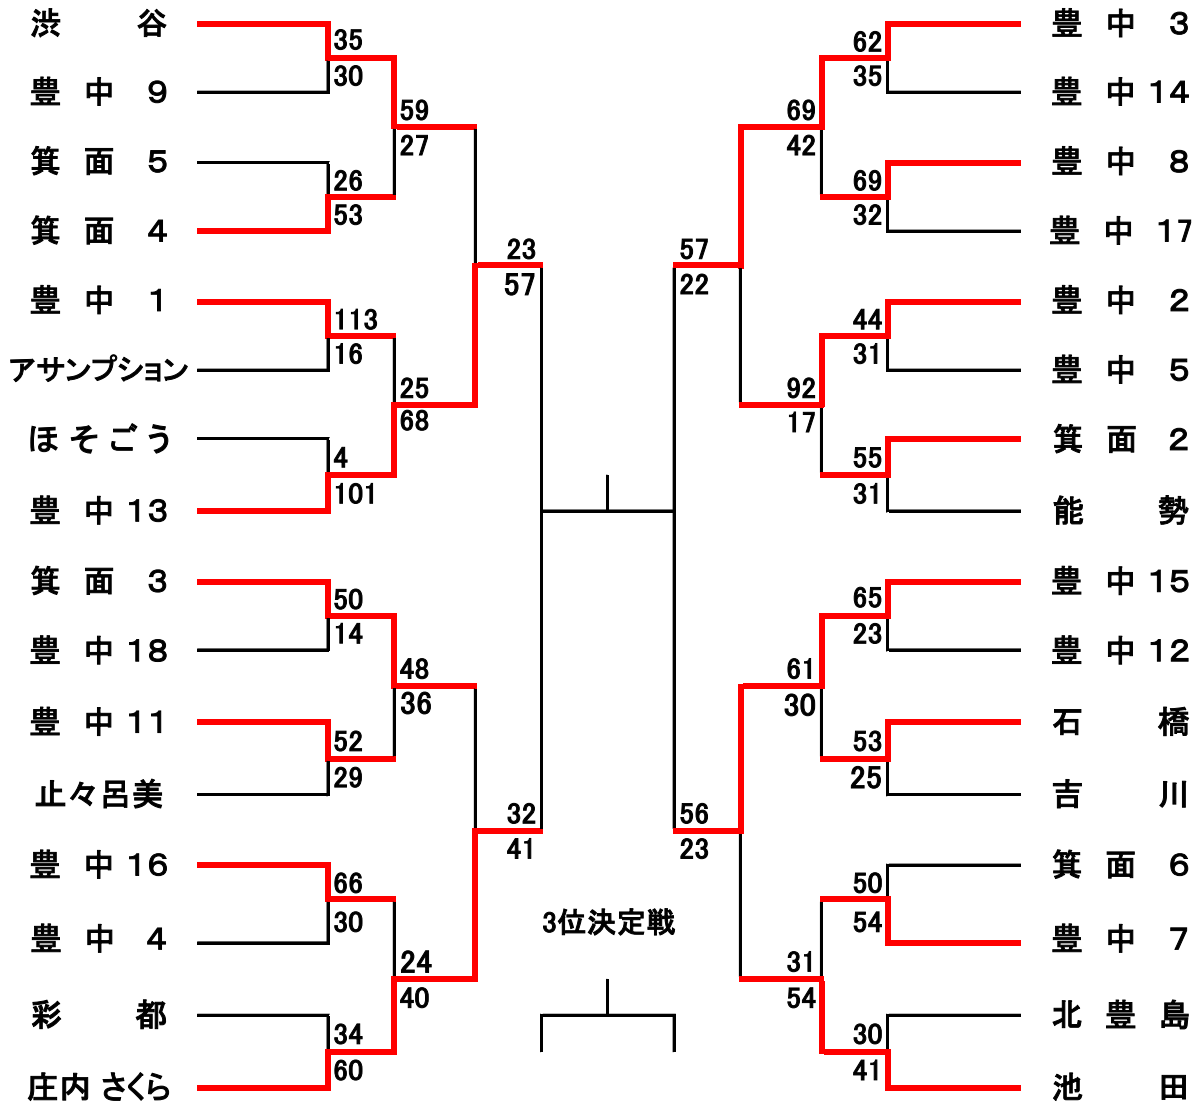 渋谷
35
30
豊中 9
59
27
箕面 5
26
53
箕面 4
23
57
豊中 1
113
16
アサンプション
25
68
ほそごう
4
101
豊中 13
箕面 3
50
14
豊中 18
48
36
豊中 11
52
29
止々呂美
32
41
豊中 16
66
30
豊中 4
24
40
彩都
34
60
庄内 さくら
豊中 3
62
35
豊中 14
69
42
豊中 8
69
32
豊中 17
57
22
豊中 2
44
31
豊中 5
92
17
箕面 2
55
31
能勢
豊中 15
65
23
豊中 12
61
30
石橋
53
25
吉川
56
23
箕面 6
50
54
豊中 7
31
54
北豊島
30
41
池田
3位決定戦